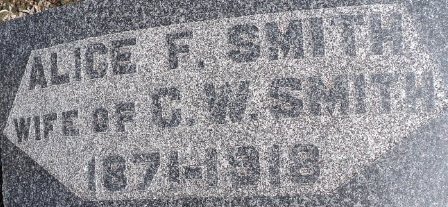 ALICE F. SMITH
WIFE OF C.W. SMITH
1871-1918